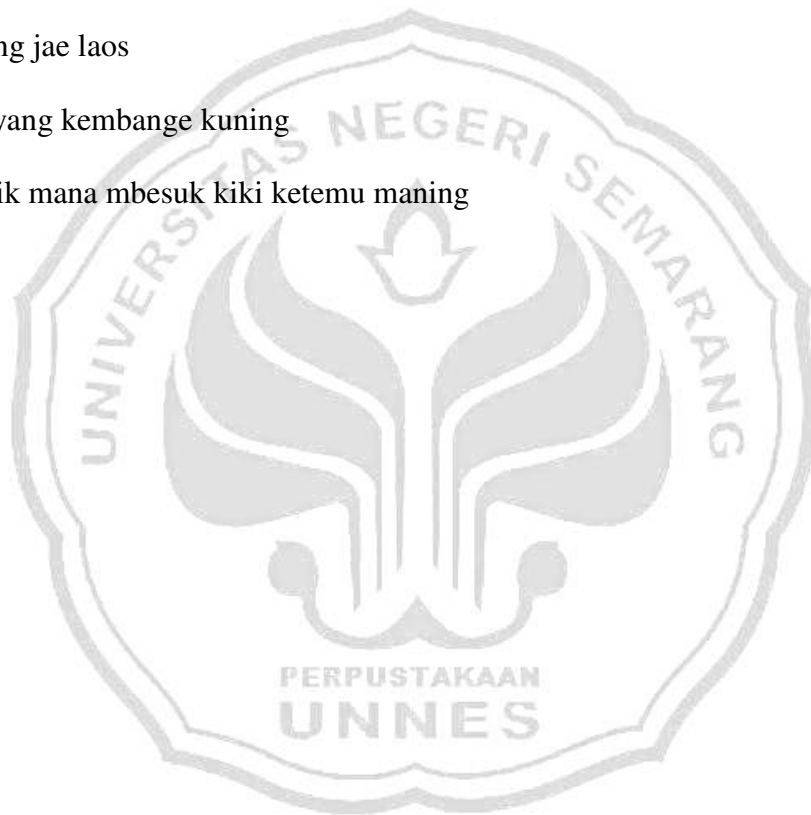 ng jae laos
yang kembange kuning
ik mana mbesuk kiki ketemu maning
UNIVERSITAS NEGERI SEMARANG
PERPUSTAKAAN
UNNES